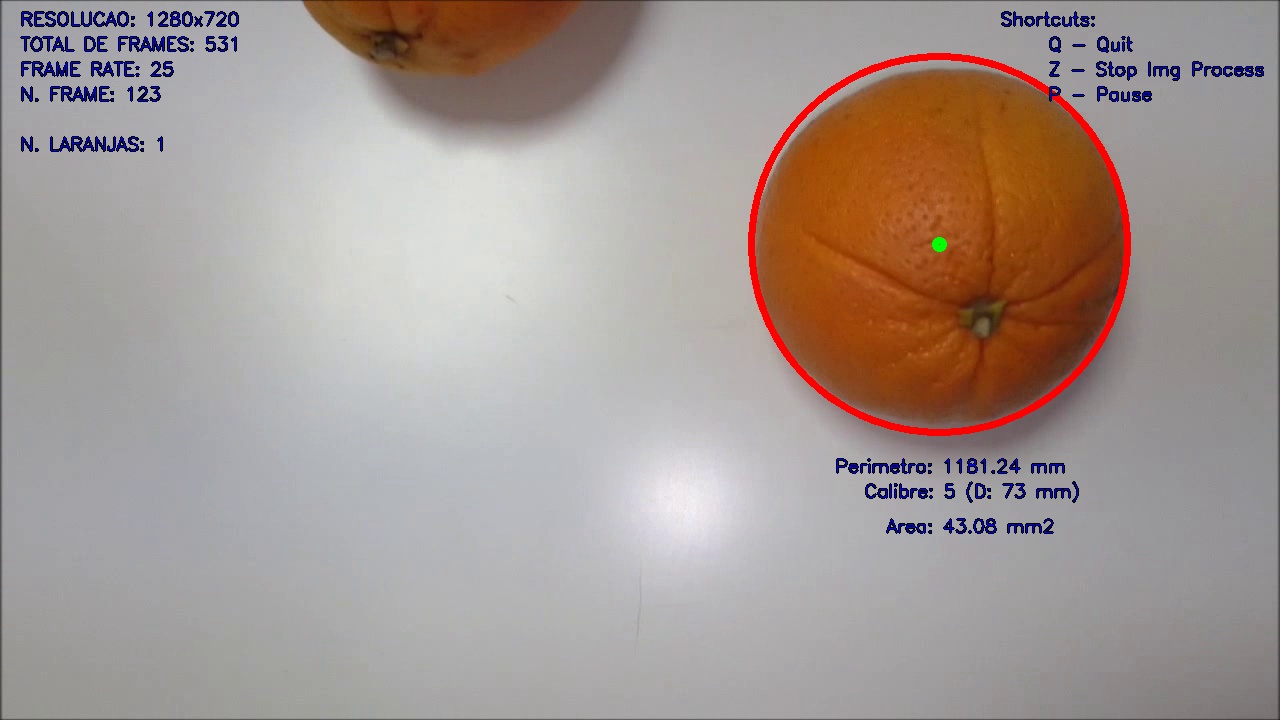 RESOLUCAO: 1280x720
TOTAL DE FRAMES: 531
FRAME RATE: 25
N. FRAME: 123
N. LARANJAS: 1
Shortcuts:
Q - Quit
Z - Stop Img Process
P - Pause
Perimetro: 1181.24 mm
Calibre: 5 (D: 73 mm)
Area: 43.08 mm2